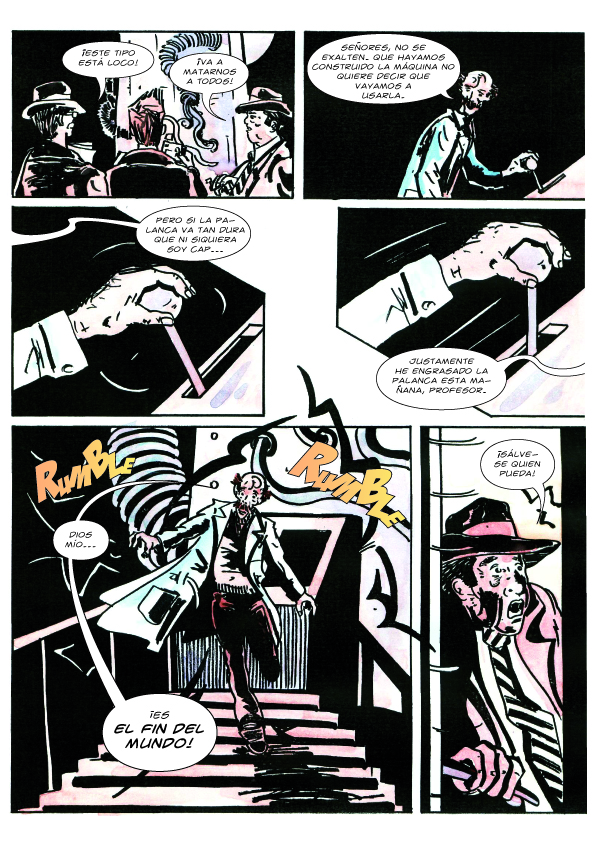 ¡ESTE TIPO
ESTÁ LOCO!
¡VA A
MATARNOS
A TODOS!
SEÑORES, NO SE
EXALTEN. QUE HAYAMOS
CONSTRUIDO LA MÁQUINA NO
QUIERE DECIR QUE
VAYAMOS A
USARLA.
PERO SI LA PA-
LANCA VA TAN DURA
QUE NI SIQUIERA
SOY CAP...
JUSTAMENTE
HE ENGRASADO LA
PALANCA ESTA MA-
ÑANA, PROFESOR.
RUMBLE
RUMBLE
DIOS
MÍO...
¡ES
EL FIN DEL
MUNDO!
¡SÁLVE-
SE QUIEN
PUEDA!